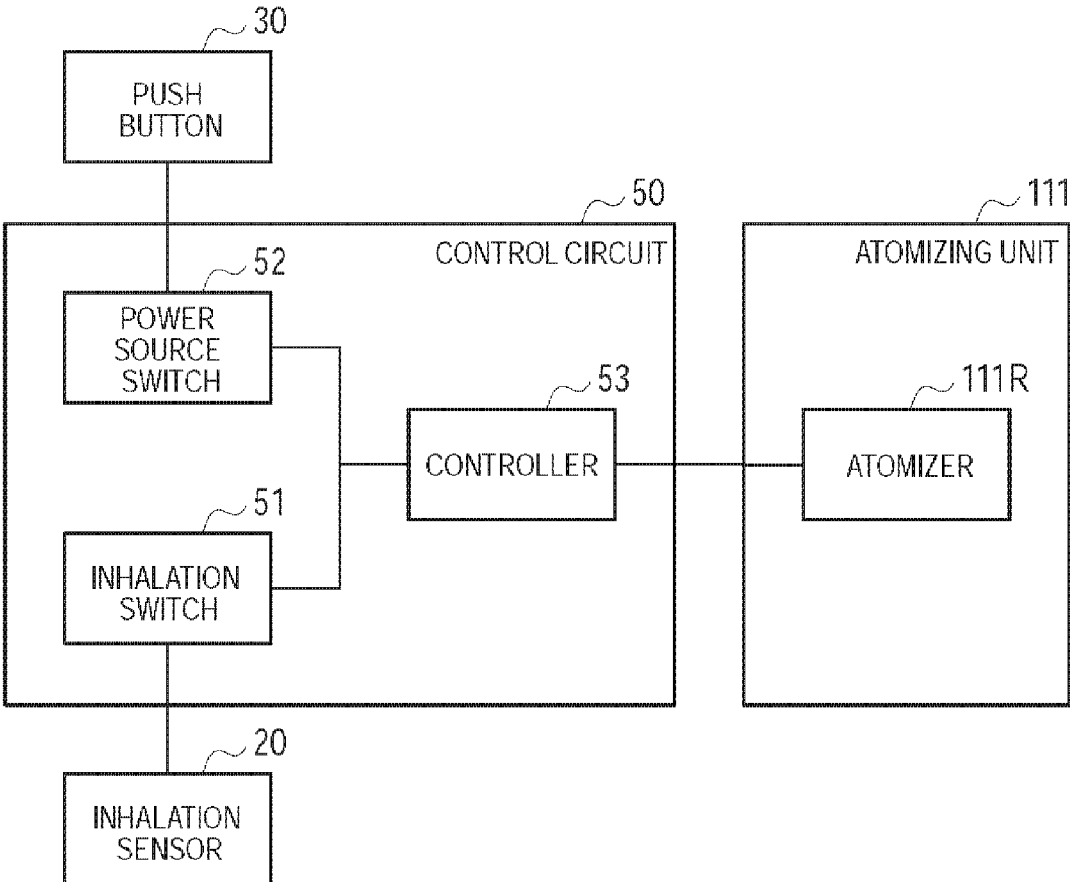 30
PUSH
BUTTON
50
111
CONTROL CIRCUIT
ATOMIZING UNIT
52
POWER
SOURCE
SWITCH
53
111R
CONTROLLER
ATOMIZER
51
INHALATION
SWITCH
20
INHALATION
SENSOR